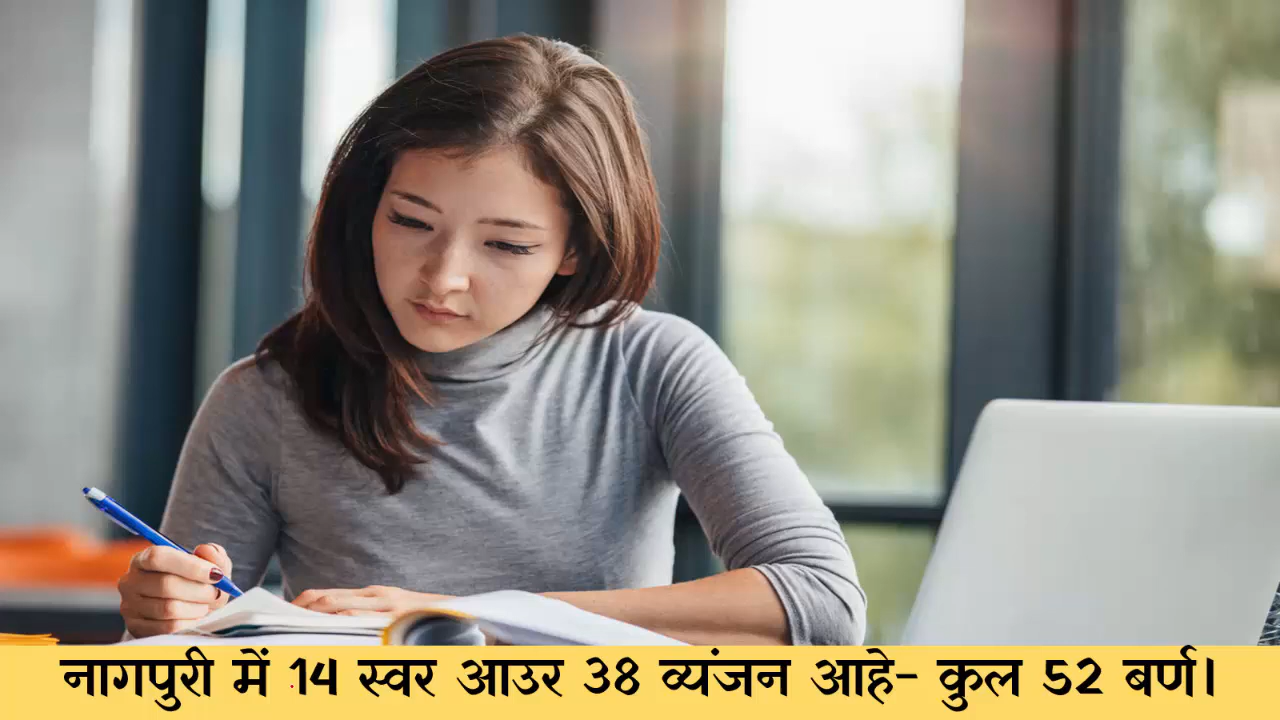 नागपुरी में 14 स्वर आउर 38 व्यंजन आहे- कुल 52 बर्ण।